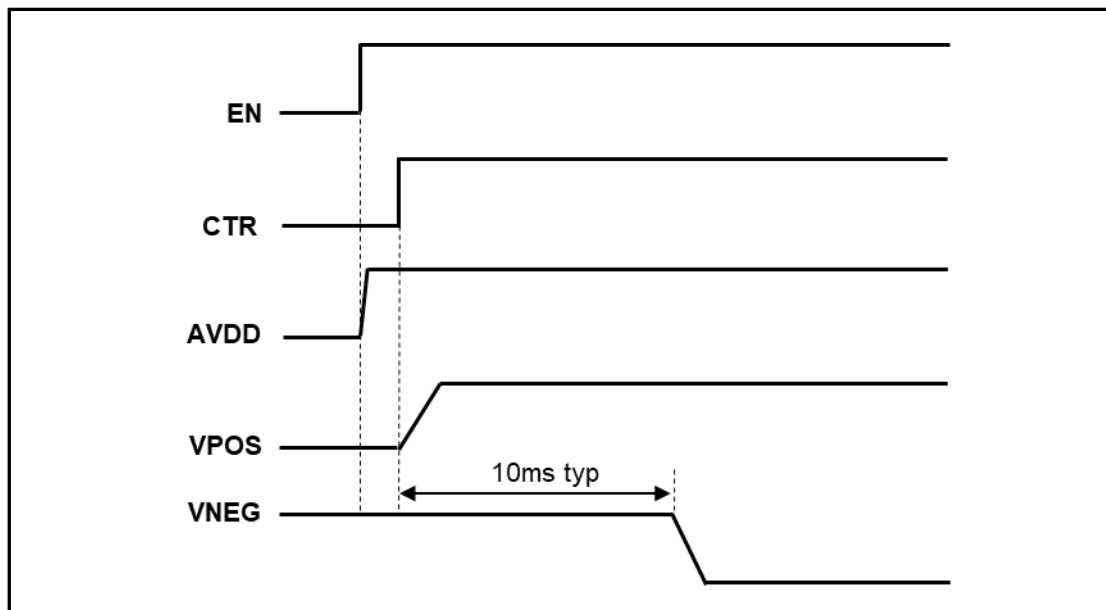 EN
CTR
AVDD
VPOS
10ms typ
VNEG